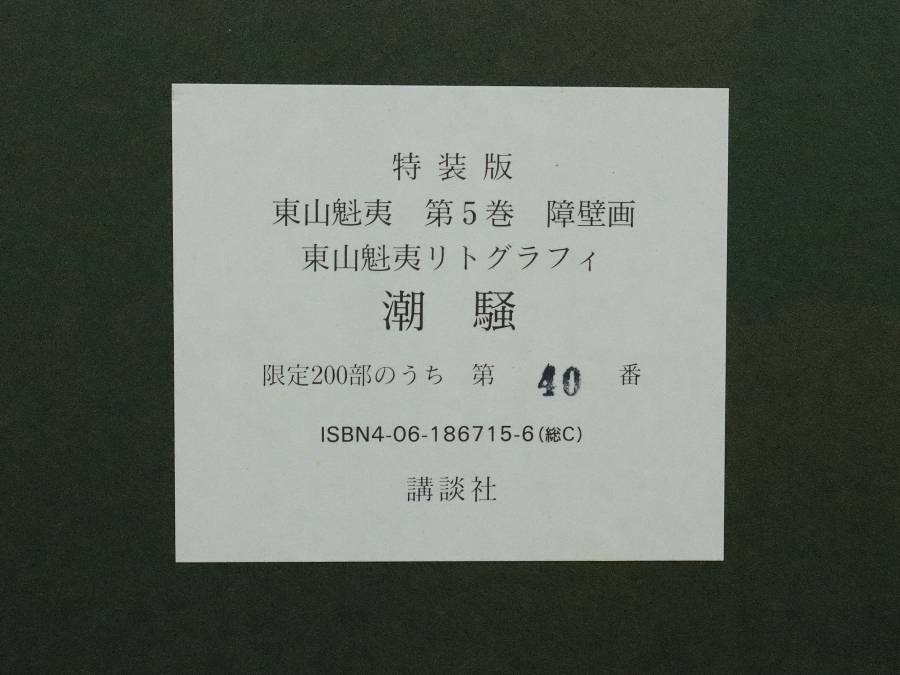 特装版
東山魁夷 第5巻 障壁画
東山魁夷リトグラフィ
潮騒
限定200部のうち 第 40 番
ISBN4-06-186715-6(総C)
講談社